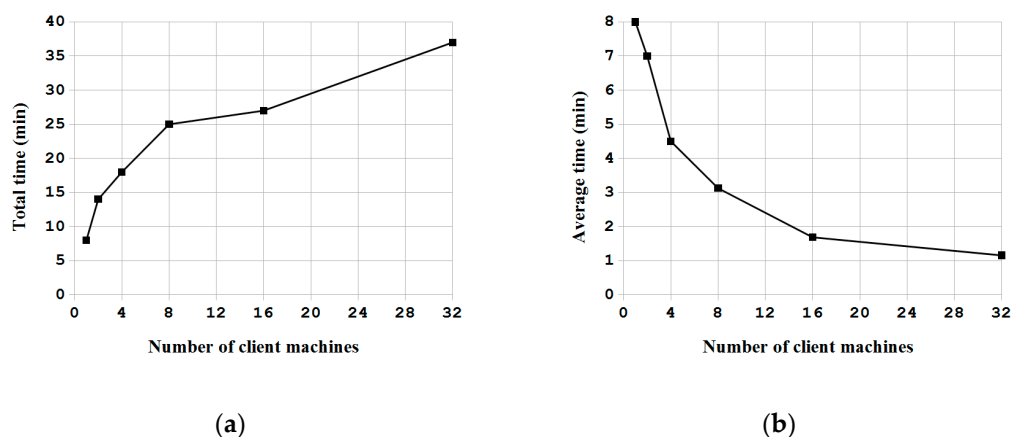 40
35
30
25
20
15
10
5
0
Total time (min)
0 4 8 12 16 20 24 28 32
Number of client machines
(a)
8
7
6
5
4
3
2
1
0
Average time (min)
0 4 8 12 16 20 24 28 32
Number of client machines
(b)